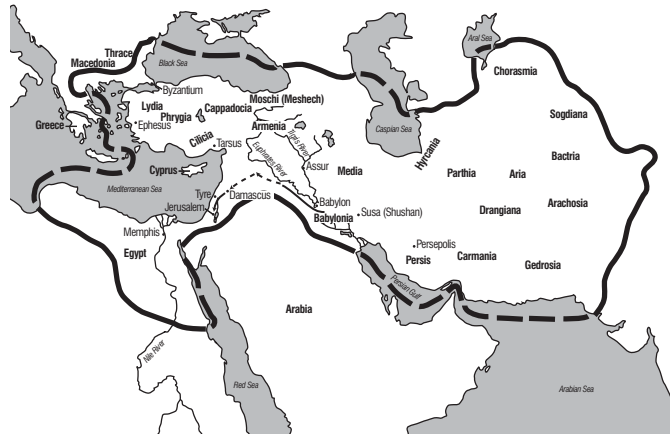 Aral Sea
Thrace
Macedonia
Black Sea
Chorasmia
Byzantium
Moschi (Meshech)
Lydia
Cappadocia
Phrygia
Sogdiana
Greece
Ephesus
Armenia
Tigris River
Caspian Sea
Cilicia
Tarsus
Hyrcania
Bactria
Euphrates River
Assur
Cyprus
Media
Parthia
Aria
Mediterranean Sea
Tyre
Damascus
Jerusalem
Babylon
Babylonia
Susa (Shushan)
Drangiana
Arachosia
Memphis
Egypt
Persepolis
Persis
Carmania
Gedrosia
Persian Gulf
Arabia
Nile River
Red Sea
Arabian Sea